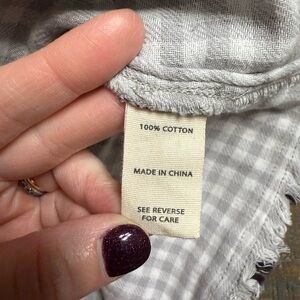 100% COTTON
MADE IN CHINA
SEE REVERSE
FOR CARE